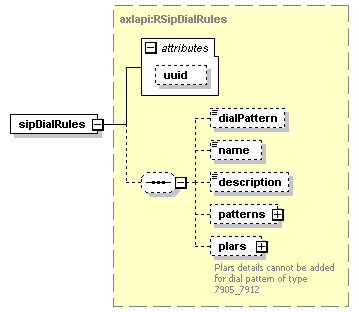 axlapi:RSipDialRules
attributes
uuid
sipDialRules
dialPattern
name
description
patterns
plars
Plars details cannot be added
for dial pattern of type
7905_7912